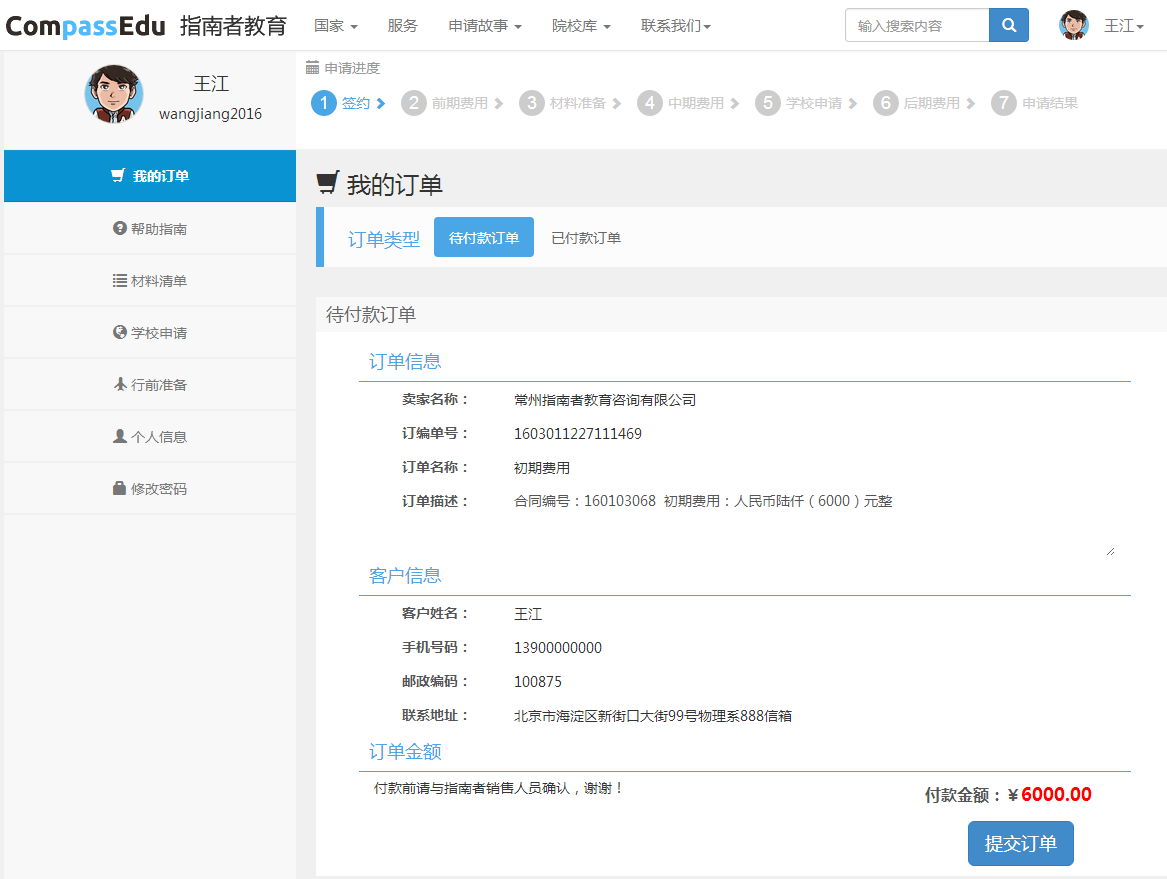 CompassEdu 指南者教育 国家 服务 申请故事 院校库 联系我们 输入搜索内容 王江
王江
wangjiang2016
申请进度
1 签约 2 前期费用 3 材料准备 4 中期费用 5 学校申请 6 后期费用 7 申请结果
我的订单
帮助指南
材料清单
学校申请
行前准备
个人信息
修改密码
我的订单
订单类型 待付款订单 已付款订单
待付款订单
订单信息
卖家名称： 常州指南者教育咨询有限公司
订编单号： 1603011227111469
订单名称： 初期费用
订单描述： 合同编号：160103068 初期费用：人民币陆仟（6000）元整
客户信息
客户姓名： 王江
手机号码： 13900000000
邮政编码： 100875
联系地址： 北京市海淀区新街口大街99号物理系888信箱
订单金额
付款前请与指南者销售人员确认，谢谢！
付款金额：¥6000.00
提交订单